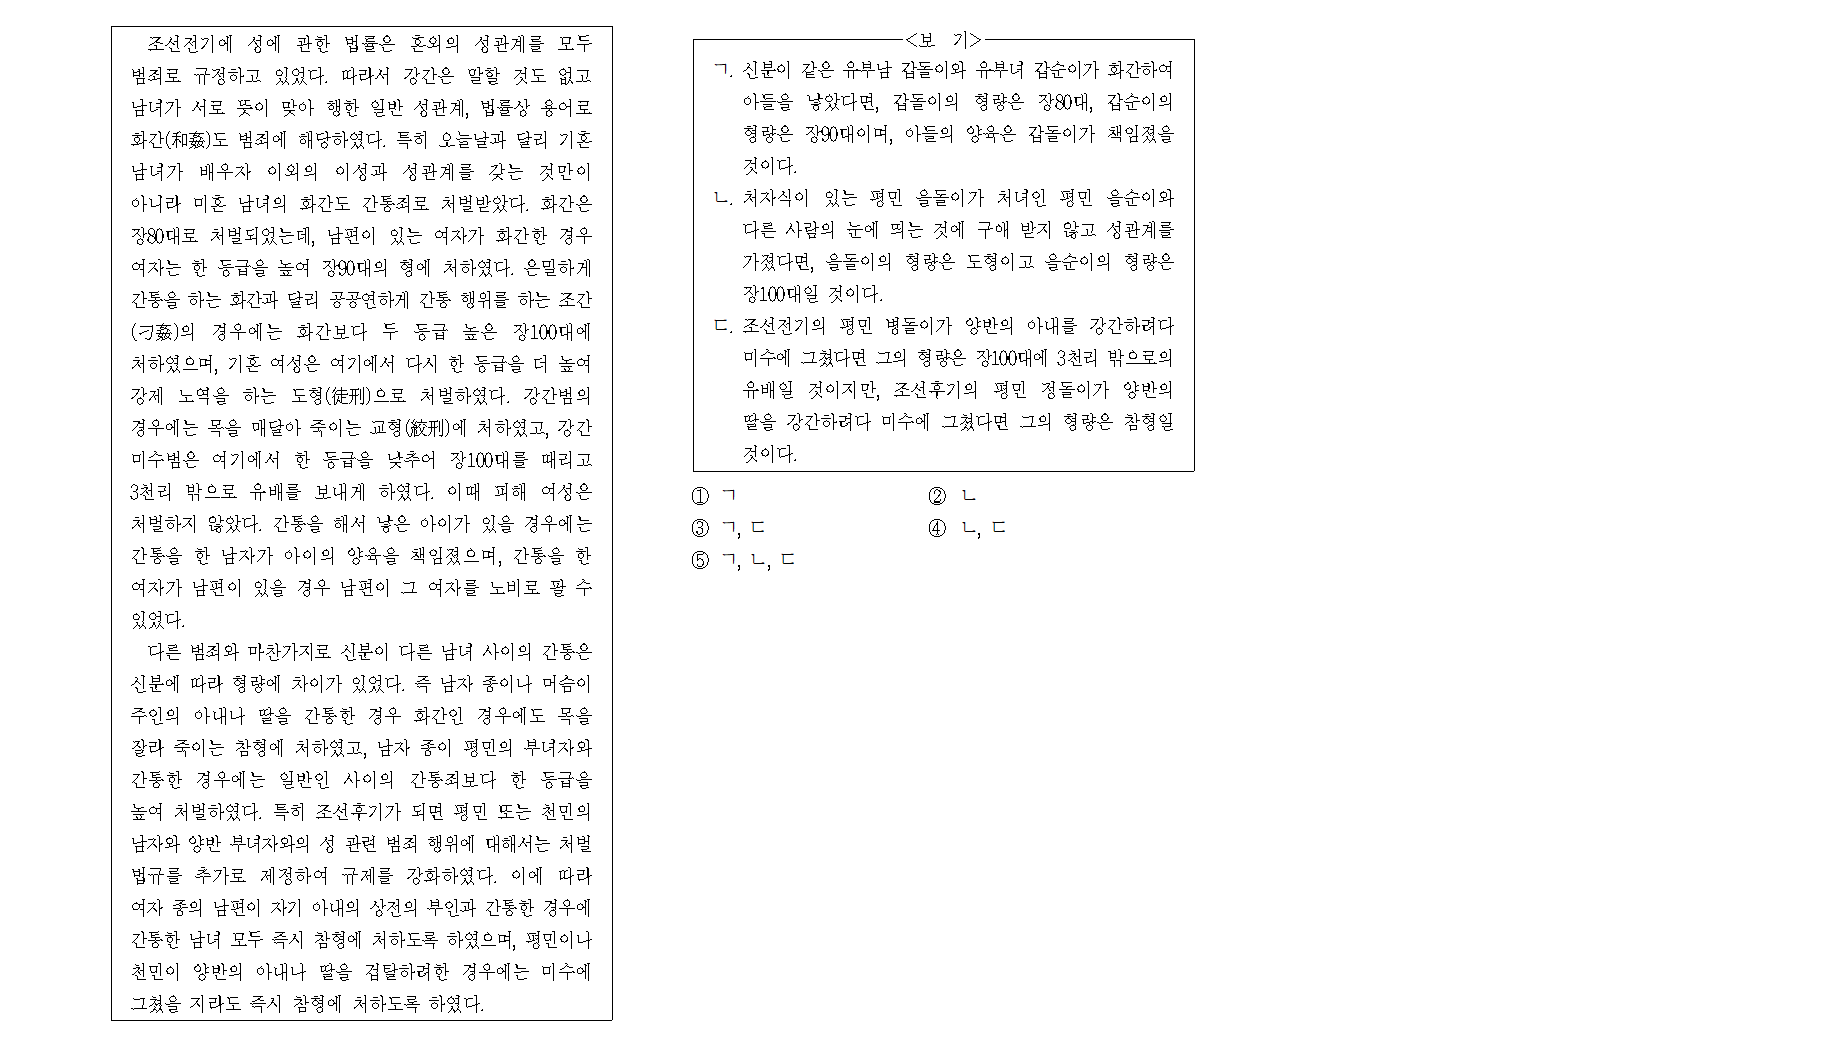 조선전기에 성에 관한 법률은 혼외의 성관계를 모두
범죄로 규정하고 있었다. 따라서 강간은 말할 것도 없고
남녀가 서로 뜻이 맞아 행한 일반 성관계, 법률상 용어로
화간(和姦)도 범죄에 해당하였다. 특히 오늘날과 달리 기혼
남녀가 배우자 이외의 이성과 성관계를 갖는 것만이
아니라 미혼 남녀의 화간도 간통죄로 처벌받았다. 화간은
장80대로 처벌되었는데, 남편이 있는 여자가 화간한 경우
여자는 한 등급을 높여 장90대의 형에 처하였다. 은밀하게
간통을 하는 화간과 달리 공공연하게 간통 행위를 하는 조간
(刁姦)의 경우에는 화간보다 두 등급 높은 장100대에
처하였으며, 기혼 여성은 여기에서 다시 한 등급을 더 높여
강제 노역을 하는 도형(徒刑)으로 처벌하였다. 강간범의
경우에는 목을 매달아 죽이는 교형(絞刑)에 처하였고, 강간
미수범은 여기에서 한 등급을 낮추어 장100대를 때리고
3천리 밖으로 유배를 보내게 하였다. 이때 피해 여성은
처벌하지 않았다. 간통을 해서 낳은 아이가 있을 경우에는
간통을 한 남자가 아이의 양육을 책임졌으며, 간통을 한
여자가 남편이 있을 경우 남편이 그 여자를 노비로 팔 수
있었다.
다른 범죄와 마찬가지로 신분이 다른 남녀 사이의 간통은
신분에 따라 형량에 차이가 있었다. 즉 남자 종이나 머슴이
주인의 아내나 딸을 간통한 경우 화간인 경우에도 목을
잘라 죽이는 참형에 처하였고, 남자 종이 평민의 부녀자와
간통한 경우에는 일반인 사이의 간통죄보다 한 등급을
높여 처벌하였다. 특히 조선후기가 되면 평민 또는 천민의
남자와 양반 부녀자와의 성 관련 범죄 행위에 대해서는 처벌
법규를 추가로 제정하여 규제를 강화하였다. 이에 따라
여자 종의 남편이 자기 아내의 상전의 부인과 간통한 경우에
간통한 남녀 모두 즉시 참형에 처하도록 하였으며, 평민이나
천민이 양반의 아내나 딸을 겁탈하려한 경우에는 미수에
그쳤을 지라도 즉시 참형에 처하도록 하였다.
<보 기>
ㄱ. 신분이 같은 유부남 갑돌이와 유부녀 갑순이가 화간하여
아들을 낳았다면, 갑돌이의 형량은 장80대, 갑순이의
형량은 장90대이며, 아들의 양육은 갑돌이가 책임졌을
것이다.
ㄴ. 처자식이 있는 평민 을돌이가 처녀인 평민 을순이와
다른 사람의 눈에 띄는 것에 구애 받지 않고 성관계를
가졌다면, 을돌이의 형량은 도형이고 을순이의 형량은
장100대일 것이다.
ㄷ. 조선전기의 평민 병돌이가 양반의 아내를 강간하려다
미수에 그쳤다면 그의 형량은 장100대에 3천리 밖으로의
유배일 것이지만, 조선후기의 평민 정돌이가 양반의
딸을 강간하려다 미수에 그쳤다면 그의 형량은 참형일
것이다.
① ㄱ ② ㄴ
③ ㄱ, ㄷ ④ ㄴ, ㄷ
⑤ ㄱ, ㄴ, ㄷ